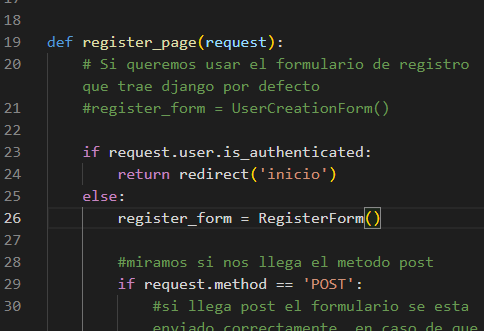 18
19 def register_page(request):
20 # Si queremos usar el formulario de registro
que trae django por defecto
21 #register_form = UserCreationForm()
22
23 if request.user.is_authenticated:
24 return redirect('inicio')
25 else:
26 register_form = RegisterForm()
27
28 #miramos si nos llega el metodo post
29 if request.method == 'POST':
30 #si llega post el formulario se esta
enviado correctamente, en caso de que